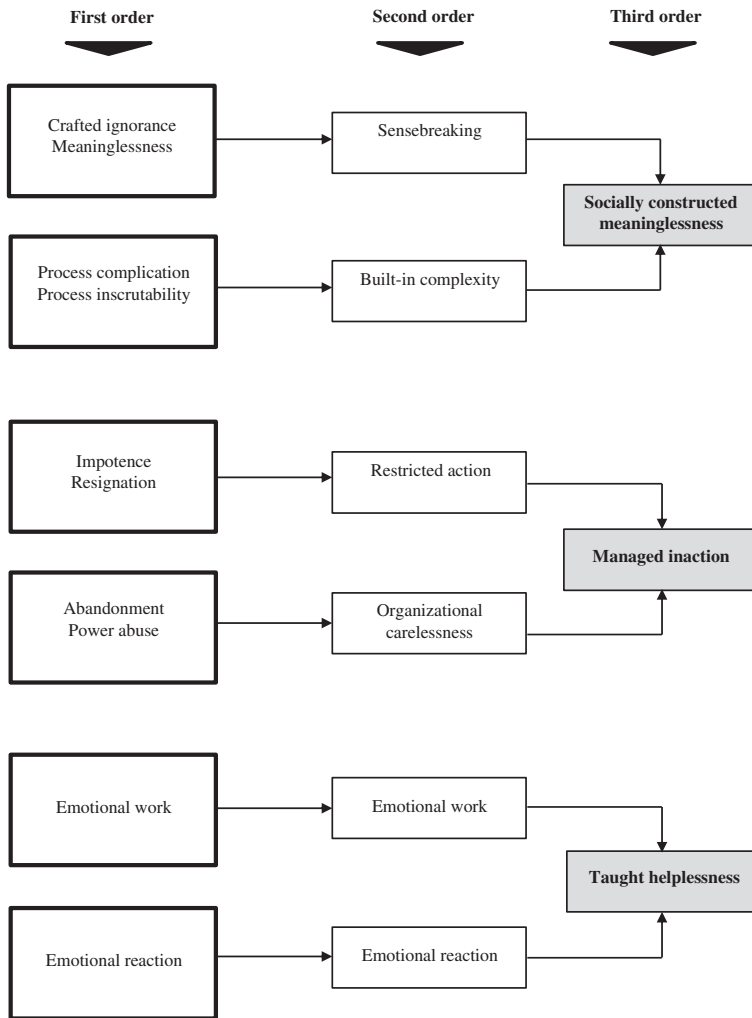 First order
Second order
Third order
Crafted ignorance
Meaninglessness
Sensebreaking
Socially constructed
meaninglessness
Process complication
Process inscrutability
Built-in complexity
Impotence
Resignation
Restricted action
Managed inaction
Abandonment
Power abuse
Organizational
carelessness
Emotional work
Emotional work
Taught helplessness
Emotional reaction
Emotional reaction